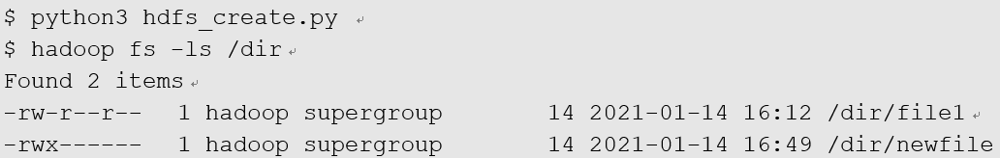 $ python3 hdfs_create.py ↵
$ hadoop fs -ls /dir↵
Found 2 items↵
-rw-r--r--   1 hadoop supergroup        14 2021-01-14 16:12 /dir/file1↵
-rwx------   1 hadoop supergroup        14 2021-01-14 16:49 /dir/newfile